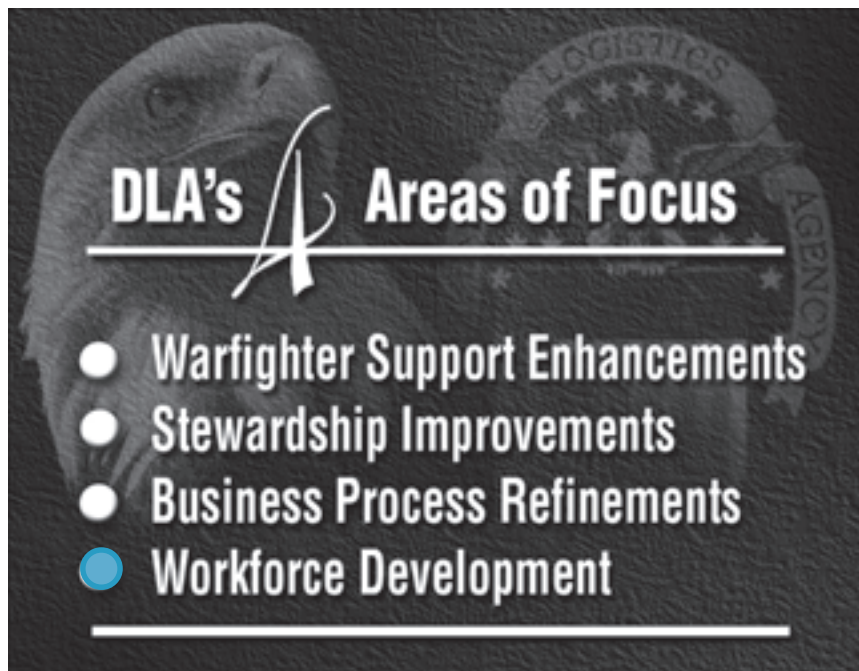 LOGISTICS
AGENCY
DLA's 4 Areas of Focus
Warfighter Support Enhancements
Stewardship Improvements
Business Process Refinements
Workforce Development